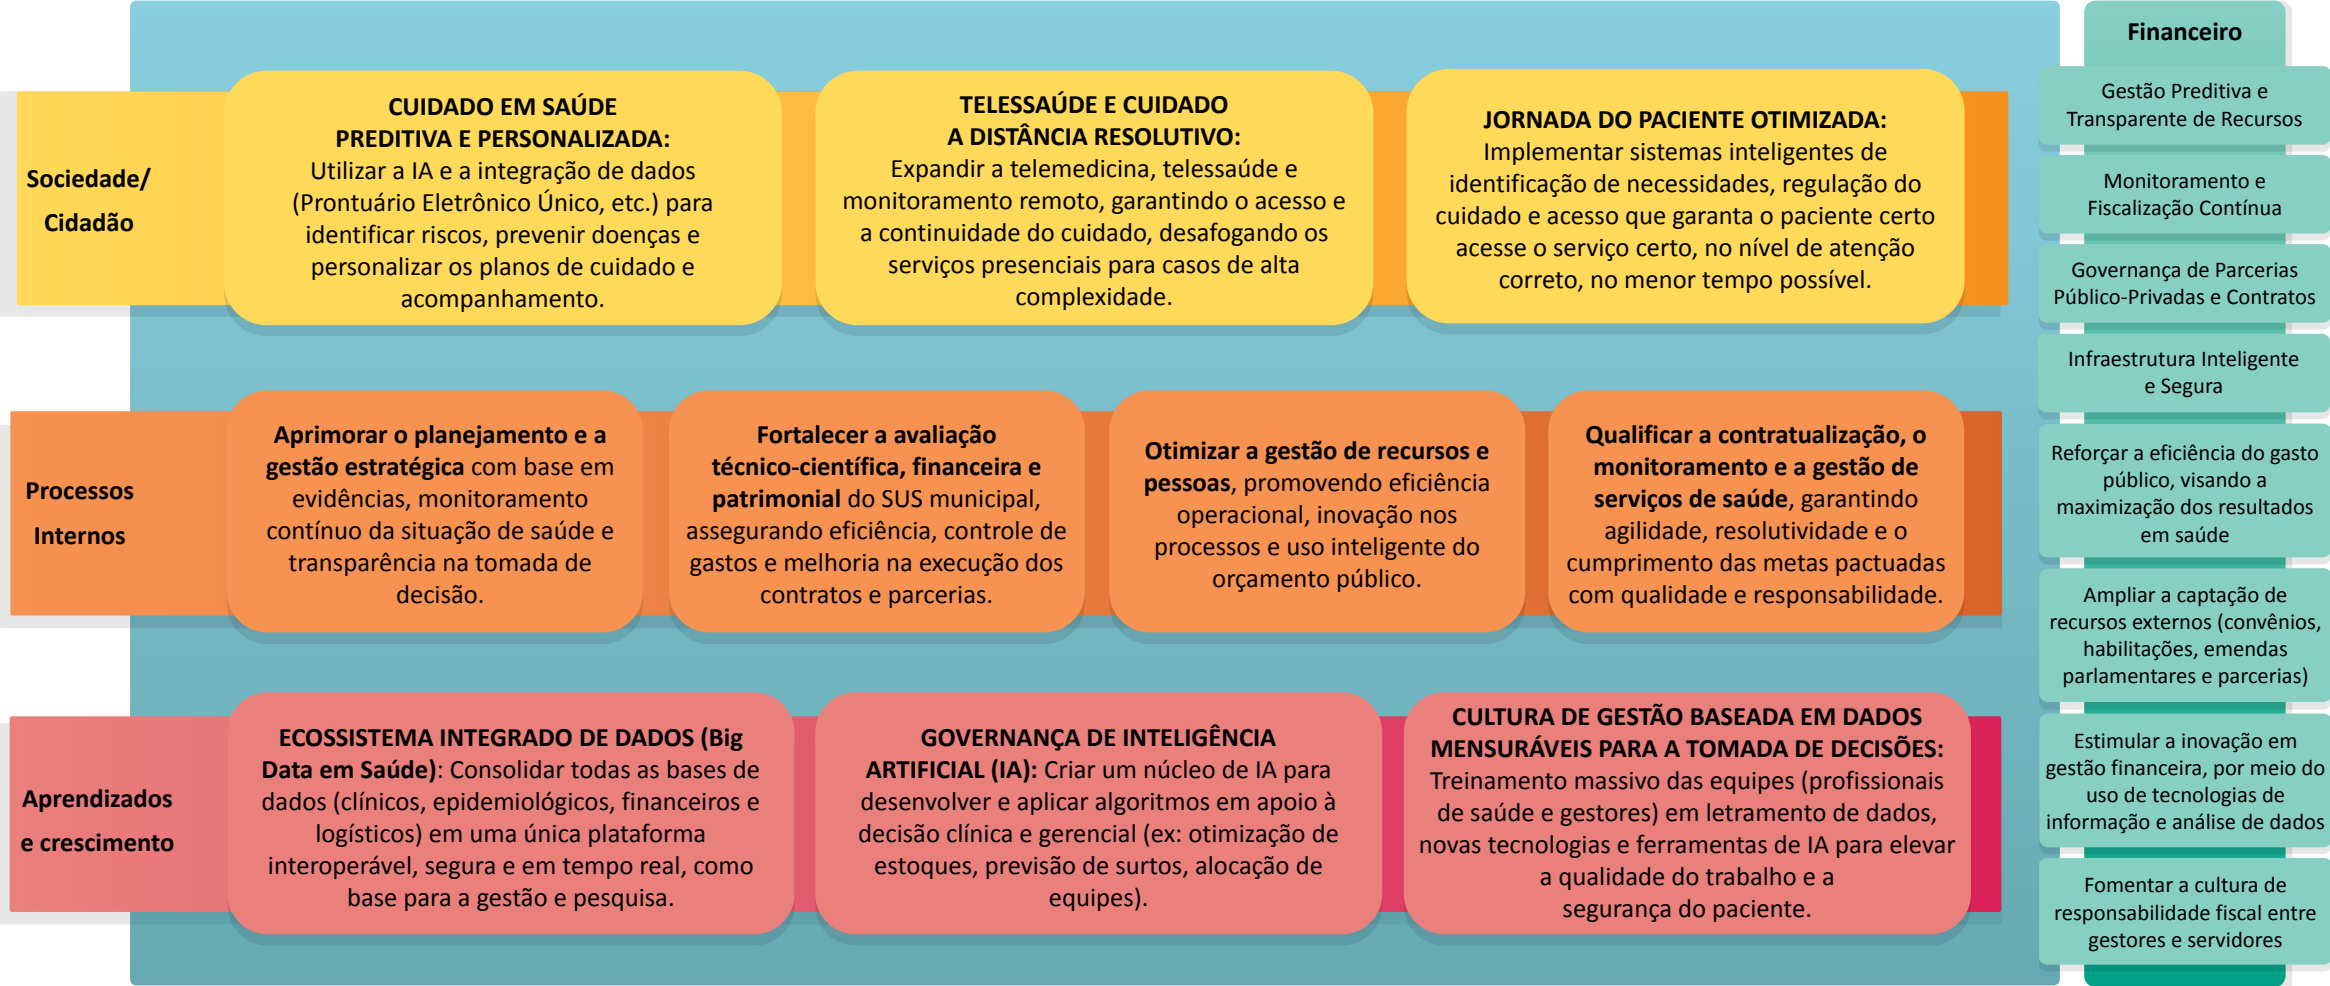 Sociedade/
Cidadão
CUIDADO EM SAÚDE
PREDITIVA E PERSONALIZADA:
Utilizar a IA e a integração de dados
(Prontuário Eletrônico Único, etc.) para
identificar riscos, prevenir doenças e
personalizar os planos de cuidado e
acompanhamento.
TELESSAÚDE E CUIDADO
A DISTÂNCIA RESOLUTIVO:
Expandir a telemedicina, telessaúde e
monitoramento remoto, garantindo o acesso e
a continuidade do cuidado, desafogando os
serviços presenciais para casos de alta
complexidade.
JORNADA DO PACIENTE OTIMIZADA:
Implementar sistemas inteligentes de
identificação de necessidades, regulação do
cuidado e acesso que garanta o paciente certo
acesse o serviço certo, no nível de atenção
correto, no menor tempo possível.
Processos
Internos
Aprimorar o planejamento e a
gestão estratégica com base em
evidências, monitoramento
contínuo da situação de saúde e
transparência na tomada de
decisão.
Fortalecer a avaliação
técnico-científica, financeira e
patrimonial do SUS municipal,
assegurando eficiência, controle de
gastos e melhoria na execução dos
contratos e parcerias.
Otimizar a gestão de recursos e
pessoas, promovendo eficiência
operacional, inovação nos
processos e uso inteligente do
orçamento público.
Qualificar a contratualização, o
monitoramento e a gestão de
serviços de saúde, garantindo
agilidade, resolutividade e o
cumprimento das metas pactuadas
com qualidade e responsabilidade.
Aprendizados
e crescimento
ECOSSISTEMA INTEGRADO DE DADOS (Big
Data em Saúde): Consolidar todas as bases de
dados (clínicos, epidemiológicos, financeiros e
logísticos) em uma única plataforma
interoperável, segura e em tempo real, como
base para a gestão e pesquisa.
GOVERNANÇA DE INTELIGÊNCIA
ARTIFICIAL (IA): Criar um núcleo de IA para
desenvolver e aplicar algoritmos em apoio à
decisão clínica e gerencial (ex: otimização de
estoques, previsão de surtos, alocação de
equipes).
CULTURA DE GESTÃO BASEADA EM DADOS
MENSURÁVEIS PARA A TOMADA DE DECISÕES:
Treinamento massivo das equipes (profissionais
de saúde e gestores) em letramento de dados,
novas tecnologias e ferramentas de IA para elevar
a qualidade do trabalho e a
segurança do paciente.
Financeiro
Gestão Preditiva e
Transparente de Recursos
Monitoramento e
Fiscalização Contínua
Governança de Parcerias
Público-Privadas e Contratos
Infraestrutura Inteligente
e Segura
Reforçar a eficiência do gasto
público, visando a
maximização dos resultados
em saúde
Ampliar a captação de
recursos externos (convênios,
habilitações, emendas
parlamentares e parcerias)
Estimular a inovação em
gestão financeira, por meio do
uso de tecnologias de
informação e análise de dados
Fomentar a cultura de
responsabilidade fiscal entre
gestores e servidores